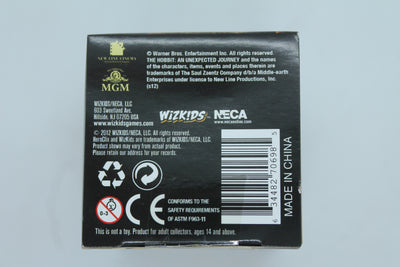 NEW LINE CINEMA
MGM
© Warner Bros. Entertainment Inc. All rights reserved.
THE HOBBIT: AN UNEXPECTED JOURNEY and the names
of the characters, items, events and places therein are
trademarks of The Saul Zaentz Company d/b/a Middle-earth
Enterprises under license to New Line Productions, Inc.
(s12)
WIZKIDS/NECA, LLC
603 Sweetland Ave.
Hillside, NJ 07205 USA
wizkidsgames.com
WIZKIDS
NECA
www.necaonline.com
© 2012 WIZKIDS/NECA, LLC. All rights reserved.
HeroClix and WizKids are trademarks of WIZKIDS/NECA, LLC.
Product shown may vary from actual product.
Please retain our address for your records.
0-3
CE
CONFORMS TO THE
SAFETY REQUIREMENTS
OF ASTM F963-11
This is not a toy. Product for adult collectors, ages 14 and above.
6 34482 70698 5
MADE IN CHINA